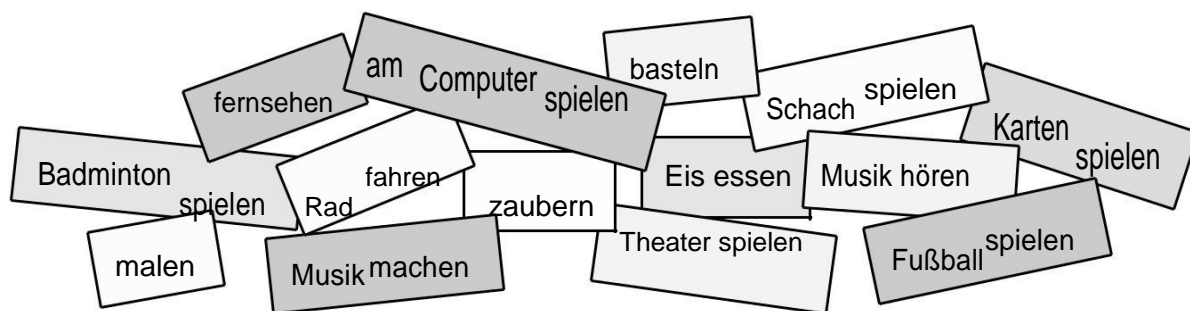 fernsehen
am Computer spielen
basteln
Schach spielen
Karten spielen
Badminton spielen
Rad fahren
zaubern
Eis essen
Musik hören
malen
Musik machen
Theater spielen
Fußball spielen